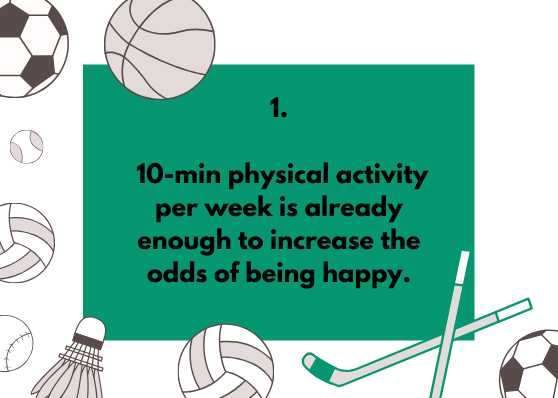 1.
10-min physical activity
per week is already
enough to increase the
odds of being happy.